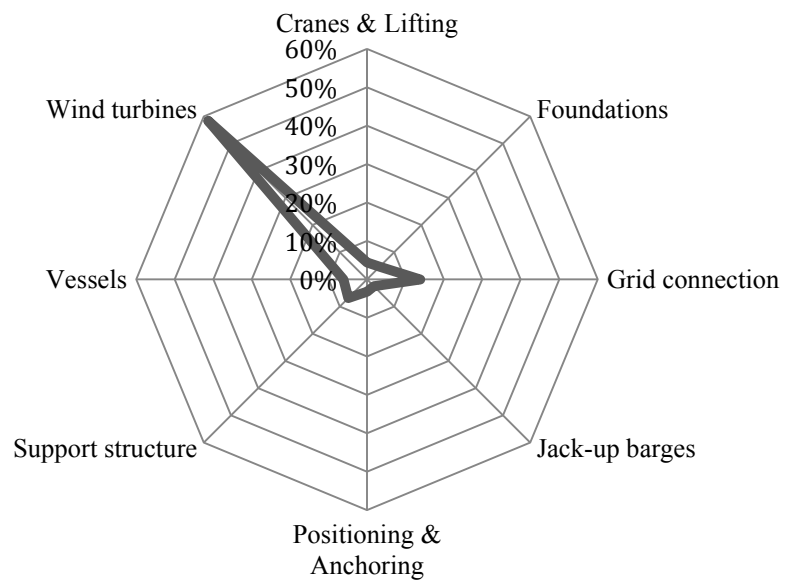 Cranes & Lifting
60%
50%
40%
30%
20%
10%
0%
Wind turbines
Foundations
Vessels
Grid connection
Support structure
Jack-up barges
Positioning &
Anchoring